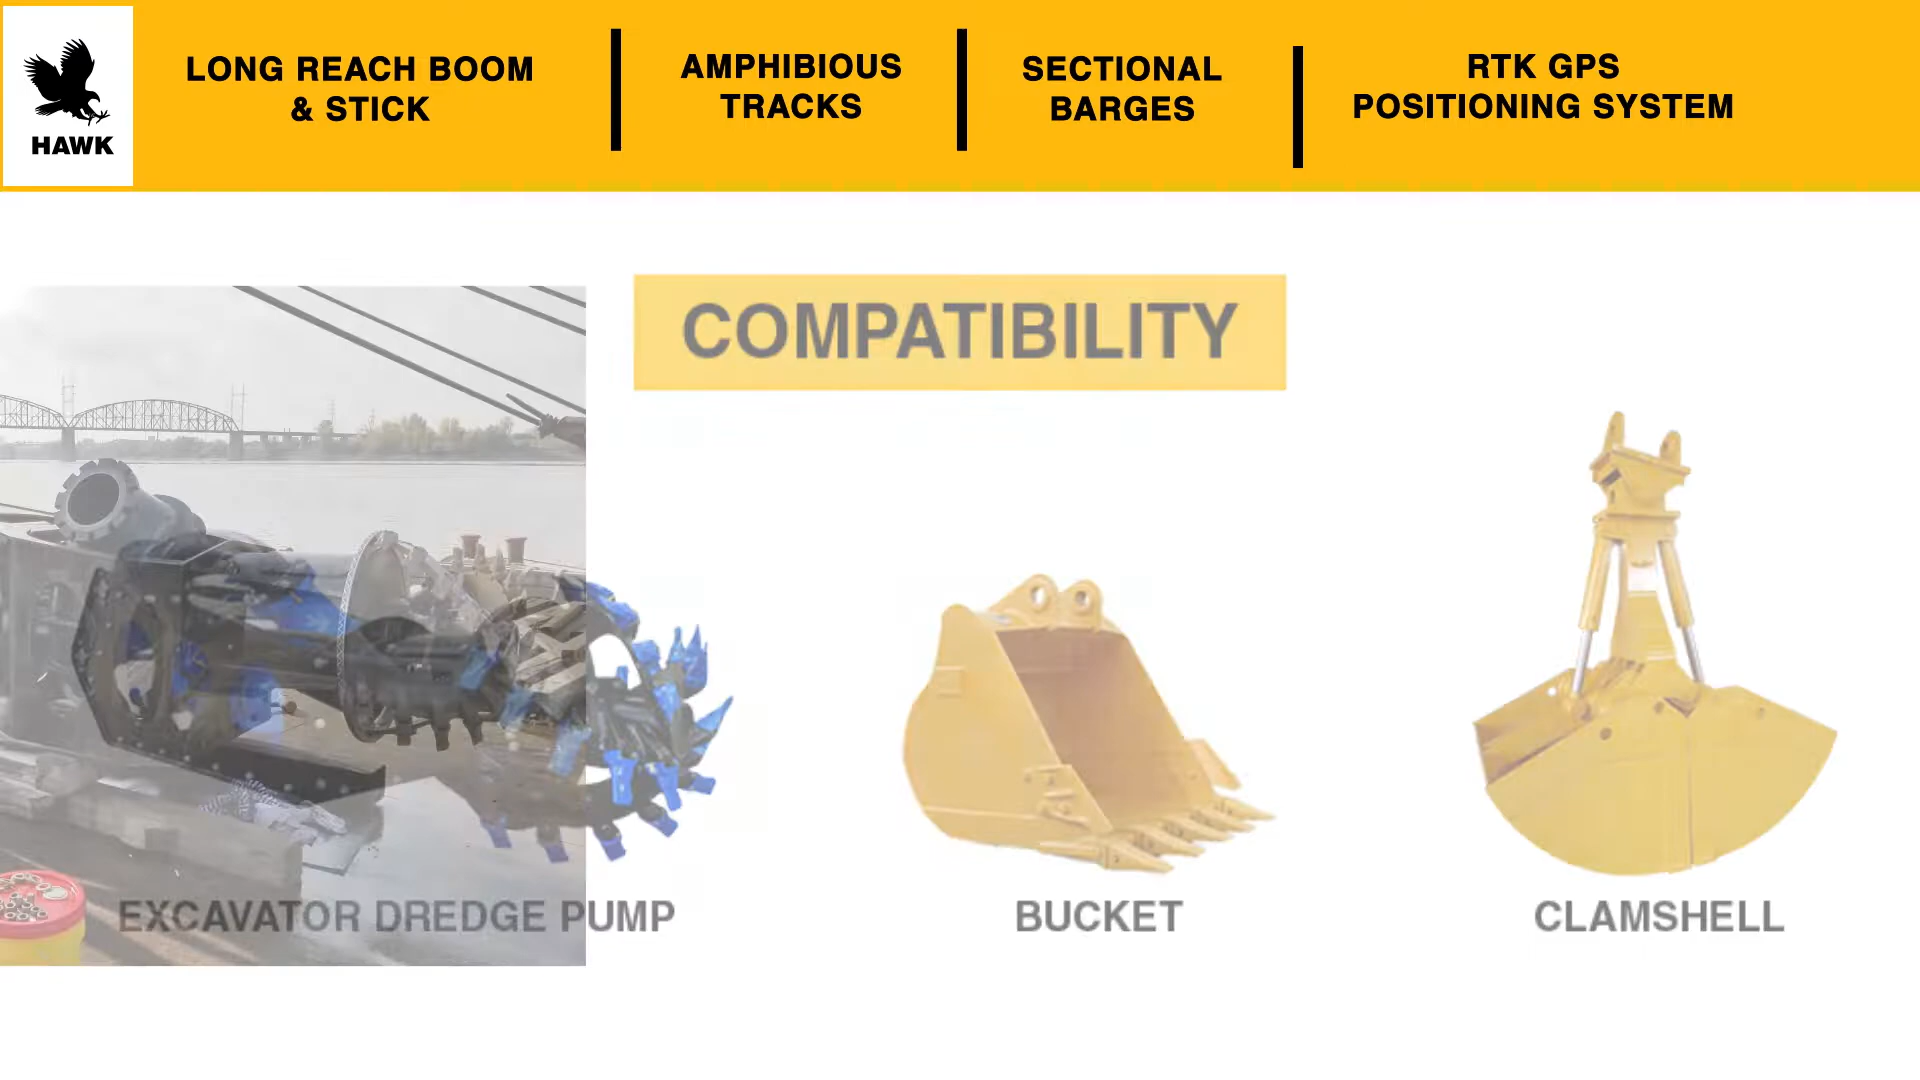 HAWK
LONG REACH BOOM
& STICK
AMPHIBIOUS
TRACKS
SECTIONAL
BARGES
RTK GPS
POSITIONING SYSTEM
COMPATIBILITY
EXCAVATOR DREDGE PUMP
BUCKET
CLAMSHELL